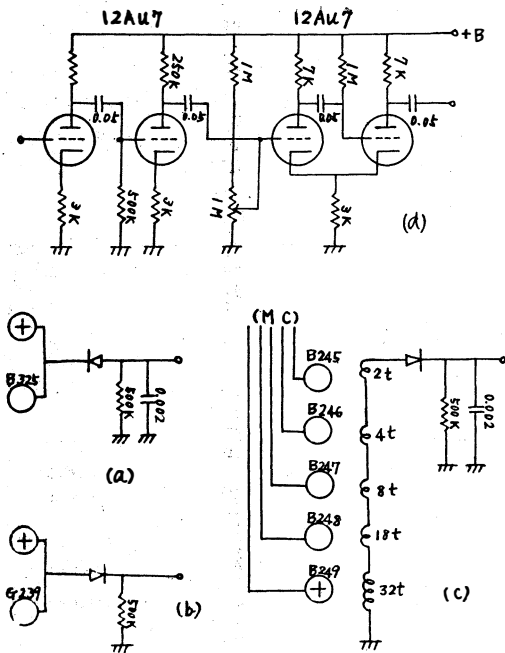 12AU7 12AU7
+B
250K 1M 7K 1M 7K
0.05 0.05 0.05 0.05
3K 500K 3K 1M 3K
(d)
+
B325
500K 0.002
(a)
+
G239
500K
(b)
(M C)
B245
B246
B247
B248
B249
+
2t
4t
8t
18t
32t
500K 0.002
(c)